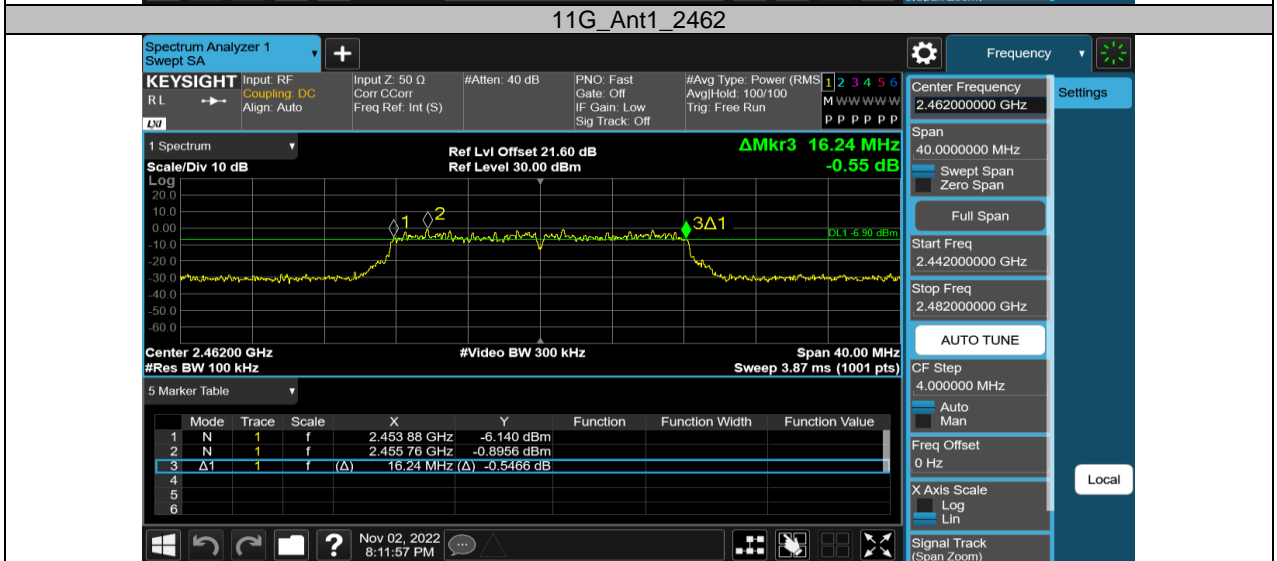 11G_Ant1_2462
Spectrum Analyzer 1
Swept SA
+
Frequency
KEYSIGHT
RL
LXI
Input: RF
Coupling: DC
Align: Auto
Input Z: 50 Ω
Corr CCorr
Freq Ref: Int (S)
#Atten: 40 dB
PNO: Fast
Gate: Off
IF Gain: Low
Sig Track: Off
#Avg Type: Power (RMS
Avg|Hold: 100/100
Trig: Free Run
1 2 3 4 5 6
M W W W W W
P P P P P P
1 Spectrum
Scale/Div 10 dB
Ref Lvl Offset 21.60 dB
Ref Level 30.00 dBm
ΔMkr3 16.24 MHz
-0.55 dB
Log
20.0
10.0
0.00
-10.0
-20.0
-30.0
-40.0
-50.0
-60.0
1
2
3Δ1
DL1 -6.90 dBm
Center 2.46200 GHz
#Res BW 100 kHz
#Video BW 300 kHz
Span 40.00 MHz
Sweep 3.87 ms (1001 pts)
5 Marker Table
Mode Trace Scale X Y Function Function Width Function Value
1 N 1 f 2.453 88 GHz -6.140 dBm
2 N 1 f 2.455 76 GHz -0.8956 dBm
3 Δ1 1 f (Δ) 16.24 MHz (Δ) -0.5466 dB
4
5
6
?
Nov 02, 2022
8:11:57 PM
Center Frequency
2.462000000 GHz
Span
40.0000000 MHz
Swept Span
Zero Span
Full Span
Start Freq
2.442000000 GHz
Stop Freq
2.482000000 GHz
AUTO TUNE
CF Step
4.000000 MHz
Auto
Man
Freq Offset
0 Hz
X Axis Scale
Log
Lin
Signal Track
(Span Zoom)
Settings
Local